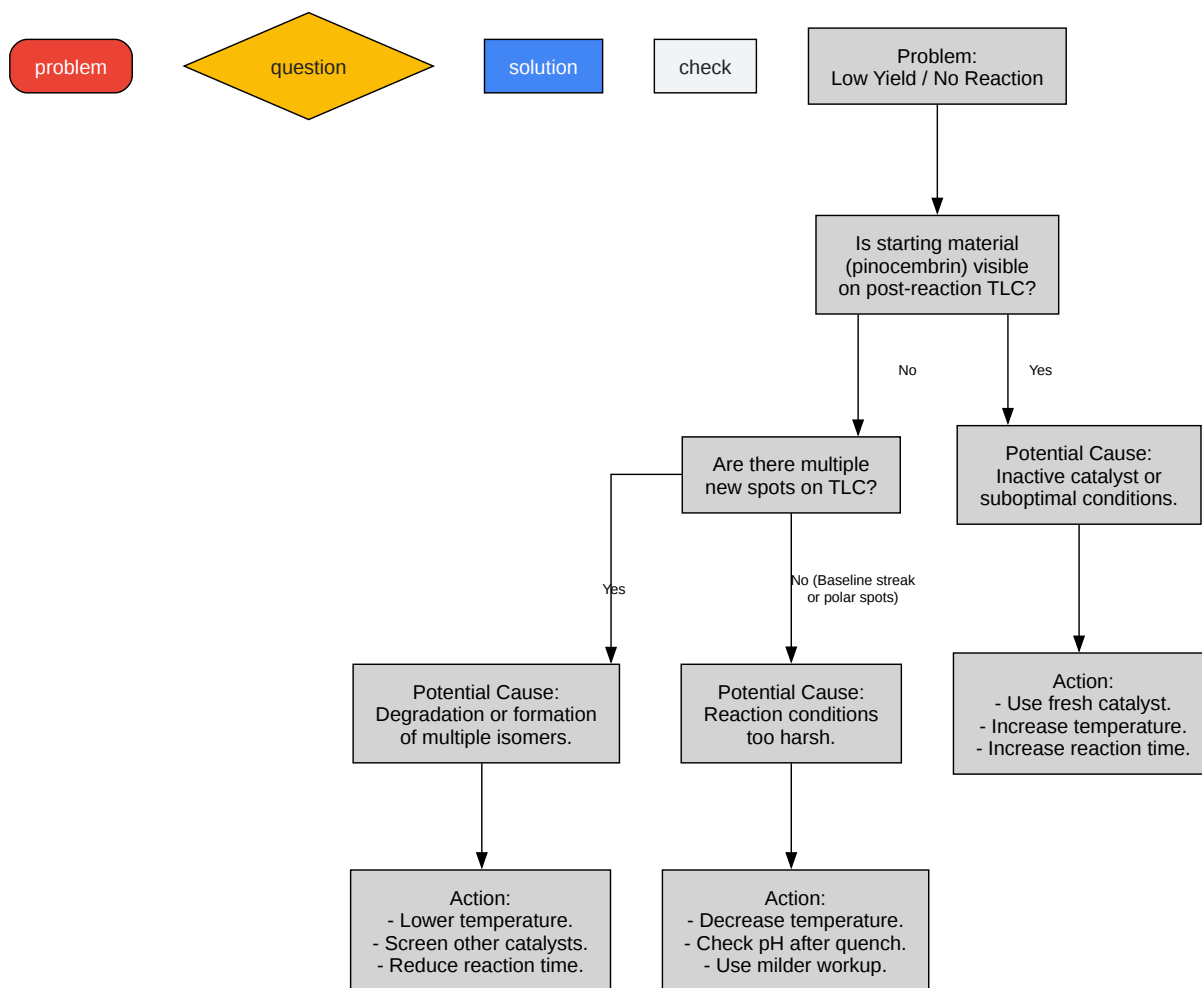 problem
question
solution
check
Problem:
Low Yield / No Reaction
Is starting material
(pinocembrin) visible
on post-reaction TLC?
No
Yes
Are there multiple
new spots on TLC?
Potential Cause:
Inactive catalyst or
suboptimal conditions.
Yes
No (Baseline streak
or polar spots)
Potential Cause:
Degradation or formation
of multiple isomers.
Potential Cause:
Reaction conditions
too harsh.
Action:
- Use fresh catalyst.
- Increase temperature.
- Increase reaction time.
Action:
- Lower temperature.
- Screen other catalysts.
- Reduce reaction time.
Action:
- Decrease temperature.
- Check pH after quench.
- Use milder workup.